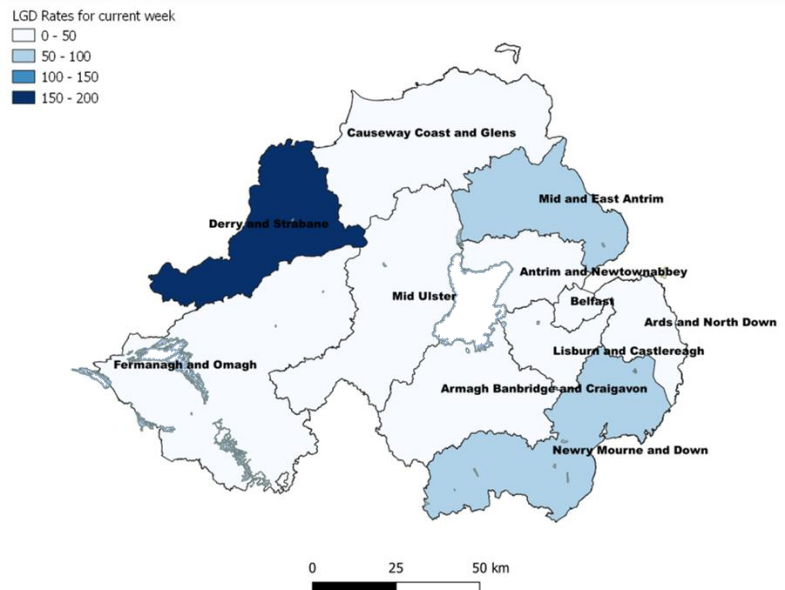 LGD Rates for current week
0 - 50
50 - 100
100 - 150
150 - 200
Causeway Coast and Glens
Mid and East Antrim
Derry and Strabane
Antrim and Newtownabbey
Mid Ulster
Belfast
Ards and North Down
Lisburn and Castlereagh
Fermanagh and Omagh
Armagh Banbridge and Craigavon
Newry Mourne and Down
0 25 50 km